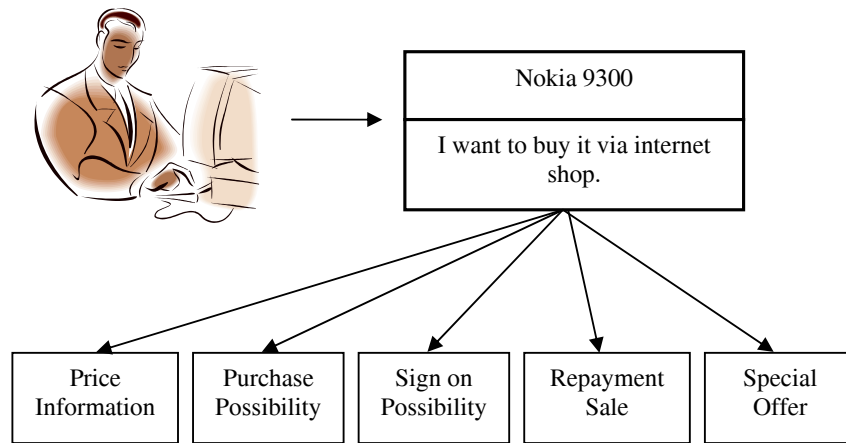 Nokia 9300
I want to buy it via internet
shop.
Price
Information
Purchase
Possibility
Sign on
Possibility
Repayment
Sale
Special
Offer